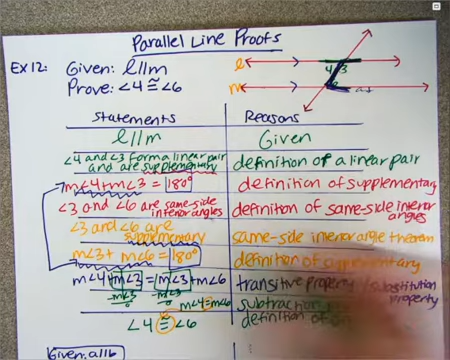 Parallel Line Proofs
Ex 12: Given: l || m
Prove: ∠4 ≅ ∠6
l
m
4 3
Statements Reasons
l || m Given
∠4 and ∠3 form a linear pair and are supplementary definition of a linear pair
m∠4 + m∠3 = 180° definition of supplementary
∠3 and ∠6 are same-side interior angles definition of same-side interior angles
∠3 and ∠6 are supplementary same-side interior angle theorem
m∠3 + m∠6 = 180° definition of supplementary
m∠4 + m∠3 = m∠3 + m∠6 transitive property / substitution property
-m∠3 -m∠3
m∠4 = m∠6 subtraction
∠4 ≅ ∠6 definition of
Given: a || b